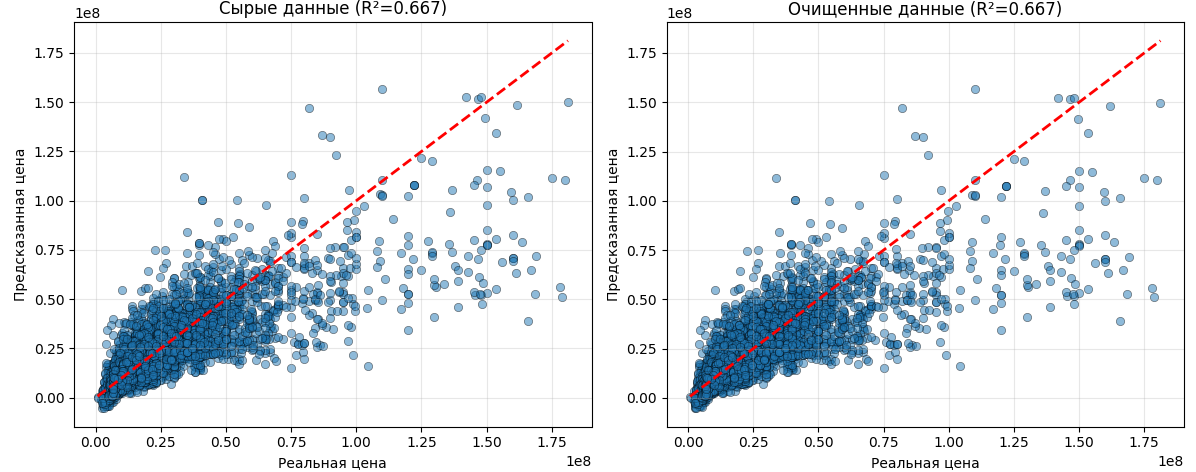 Сырые данные (R²=0.667)
1e8
1.75
1.50
1.25
1.00
0.75
0.50
0.25
0.00
Предсказанная цена
0.00 0.25 0.50 0.75 1.00 1.25 1.50 1.75
Реальная цена
1e8
Очищенные данные (R²=0.667)
1e8
1.75
1.50
1.25
1.00
0.75
0.50
0.25
0.00
Предсказанная цена
0.00 0.25 0.50 0.75 1.00 1.25 1.50 1.75
Реальная цена
1e8